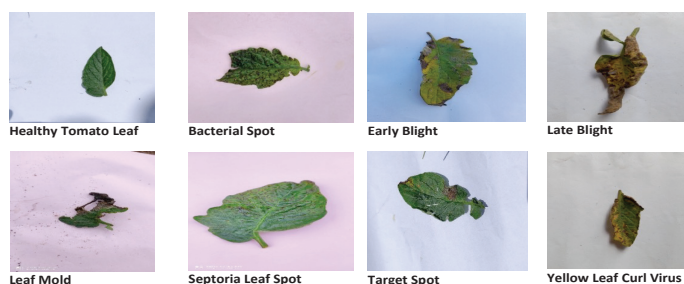 Healthy Tomato Leaf
Bacterial Spot
Early Blight
Late Blight
Leaf Mold
Septoria Leaf Spot
Target Spot
Yellow Leaf Curl Virus